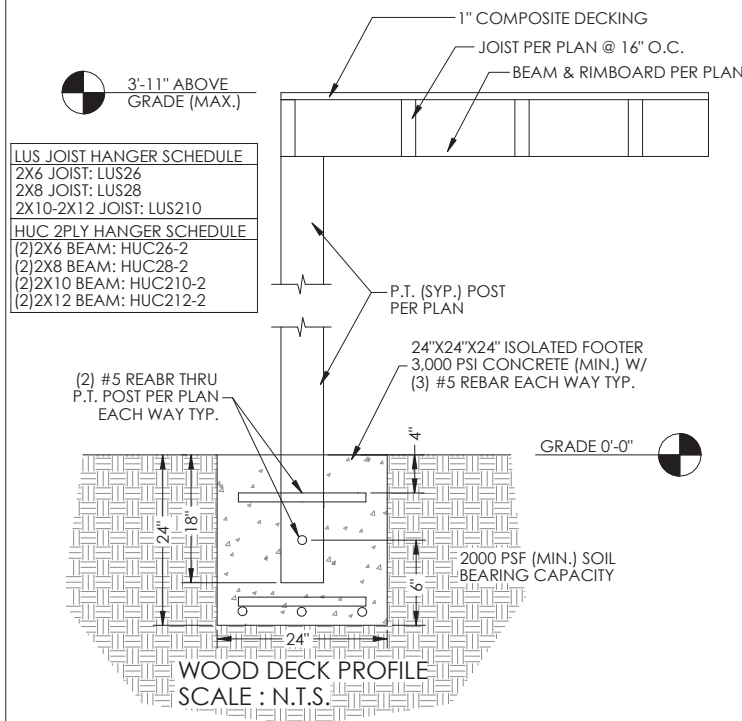 1" COMPOSITE DECKING
JOIST PER PLAN @ 16" O.C.
BEAM & RIMBOARD PER PLAN
3'-11" ABOVE
GRADE (MAX.)
LUS JOIST HANGER SCHEDULE
2X6 JOIST: LUS26
2X8 JOIST: LUS28
2X10-2X12 JOIST: LUS210
HUC 2PLY HANGER SCHEDULE
(2)2X6 BEAM: HUC26-2
(2)2X8 BEAM: HUC28-2
(2)2X10 BEAM: HUC210-2
(2)2X12 BEAM: HUC212-2
P.T. (SYP.) POST
PER PLAN
24"X24"X24" ISOLATED FOOTER
3,000 PSI CONCRETE (MIN.) W/
(3) #5 REBAR EACH WAY TYP.
(2) #5 REABR THRU
P.T. POST PER PLAN
EACH WAY TYP.
4"
GRADE 0'-0"
24"
18"
2000 PSF (MIN.) SOIL
BEARING CAPACITY
6"
24"
WOOD DECK PROFILE
SCALE : N.T.S.